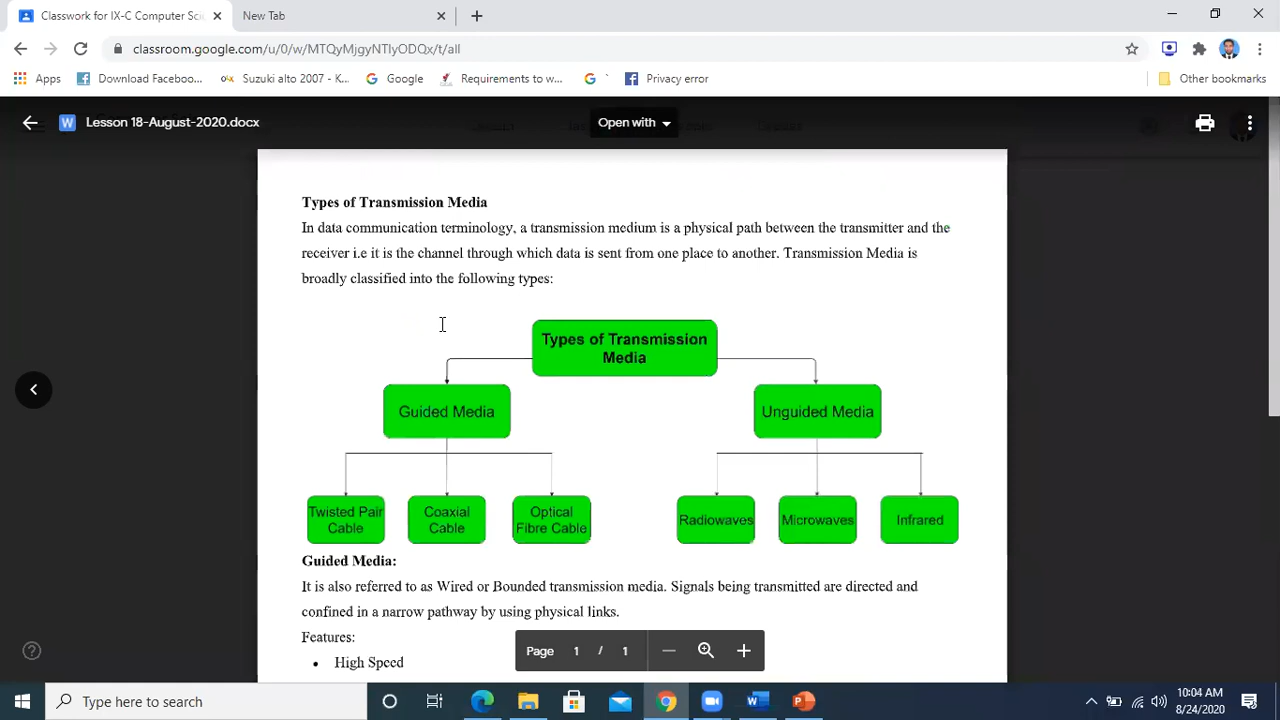 Classwork for IX-C Computer Sci
New Tab
classroom.google.com/u/0/w/MTQyMjgyNTIyODQx/t/all
Apps
Download Faceboo...
Suzuki alto 2007 - K...
Google
Requirements to w...
Privacy error
Other bookmarks
W Lesson 18-August-2020.docx
Open with
Types of Transmission Media
In data communication terminology, a transmission medium is a physical path between the transmitter and the
receiver i.e it is the channel through which data is sent from one place to another. Transmission Media is
broadly classified into the following types:
Types of Transmission
Media
Guided Media
Unguided Media
Twisted Pair
Cable
Coaxial
Cable
Optical
Fibre Cable
Radiowaves
Microwaves
Infrared
Guided Media:
It is also referred to as Wired or Bounded transmission media. Signals being transmitted are directed and
confined in a narrow pathway by using physical links.
Features:
• High Speed
Page 1 / 1
Type here to search
10:04 AM
8/24/2020